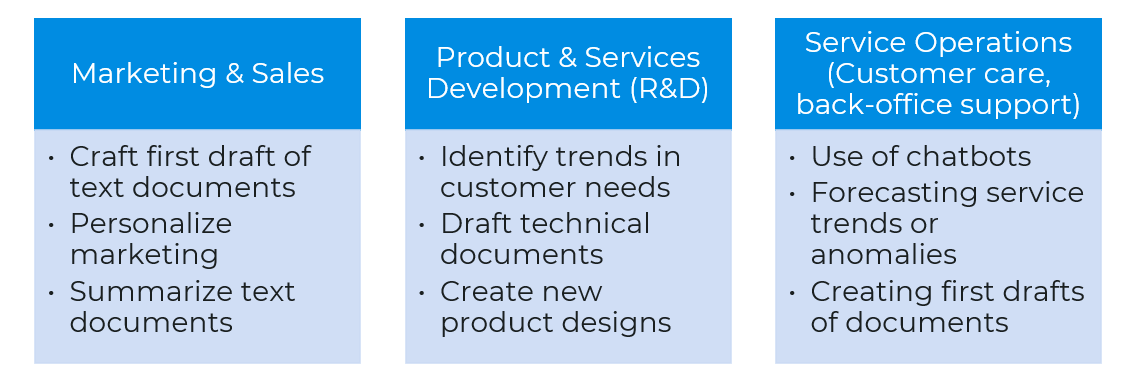 Marketing & Sales
• Craft first draft of
text documents
• Personalize
marketing
• Summarize text
documents
Product & Services
Development (R&D)
• Identify trends in
customer needs
• Draft technical
documents
• Create new
product designs
Service Operations
(Customer care,
back-office support)
• Use of chatbots
• Forecasting service
trends or
anomalies
• Creating first drafts
of documents